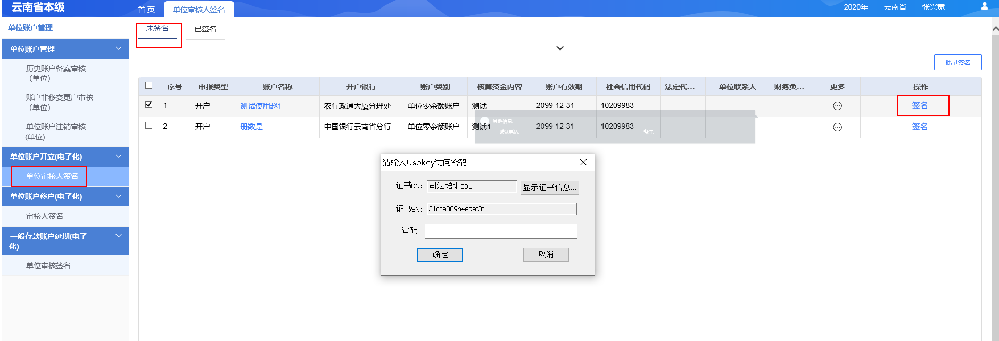 云南省本级
首 页
单位审核人签名
2020年
云南省
张兴宽
单位账户管理
未签名
已签名
批量签名
单位账户管理
历史账户备案审核
（单位）
账户非移变更户审核
（单位）
单位账户注销审核
(单位)
单位账户开立(电子化)
单位审核人签名
单位账户移户(电子化)
审核人签名
一般存款账户延期(电子
化)
单位审核签名
序号 申报类型 账户名称 开户银行 账户类别 核算资金内容 账户有效期 社会信用代码 法定代... 单位联系人 财务负... 更多 操作
1 开户 测试使用赵1 农行政通大厦分理处 单位零余额账户 测试 2099-12-31 10209983 签名
2 开户 册数是 中国银行云南省分行... 单位零余额账户 测试1 2099-12-31 10209983 签名
其他信息
联系电话:
备注:
请输入Usbkey访问密码
证书DN: 司法培训001 显示证书信息...
证书SN: 31cca009b4edaf3f
密码:
确定
取消